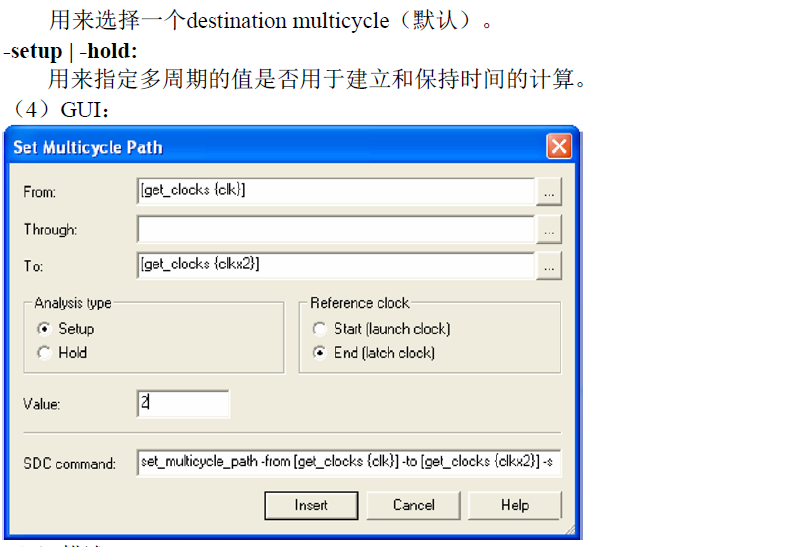 用来选择一个destination multicycle（默认）。
-setup | -hold:
用来指定多周期的值是否用于建立和保持时间的计算。
（4）GUI：
Set Multicycle Path
From: [get_clocks {clk}] ...
Through: ...
To: [get_clocks {clkx2}] ...
Analysis type
Setup
Hold
Reference clock
Start (launch clock)
End (latch clock)
Value: 2
SDC command: set_multicycle_path -from [get_clocks {clk}] -to [get_clocks {clkx2}] -s
Insert Cancel Help